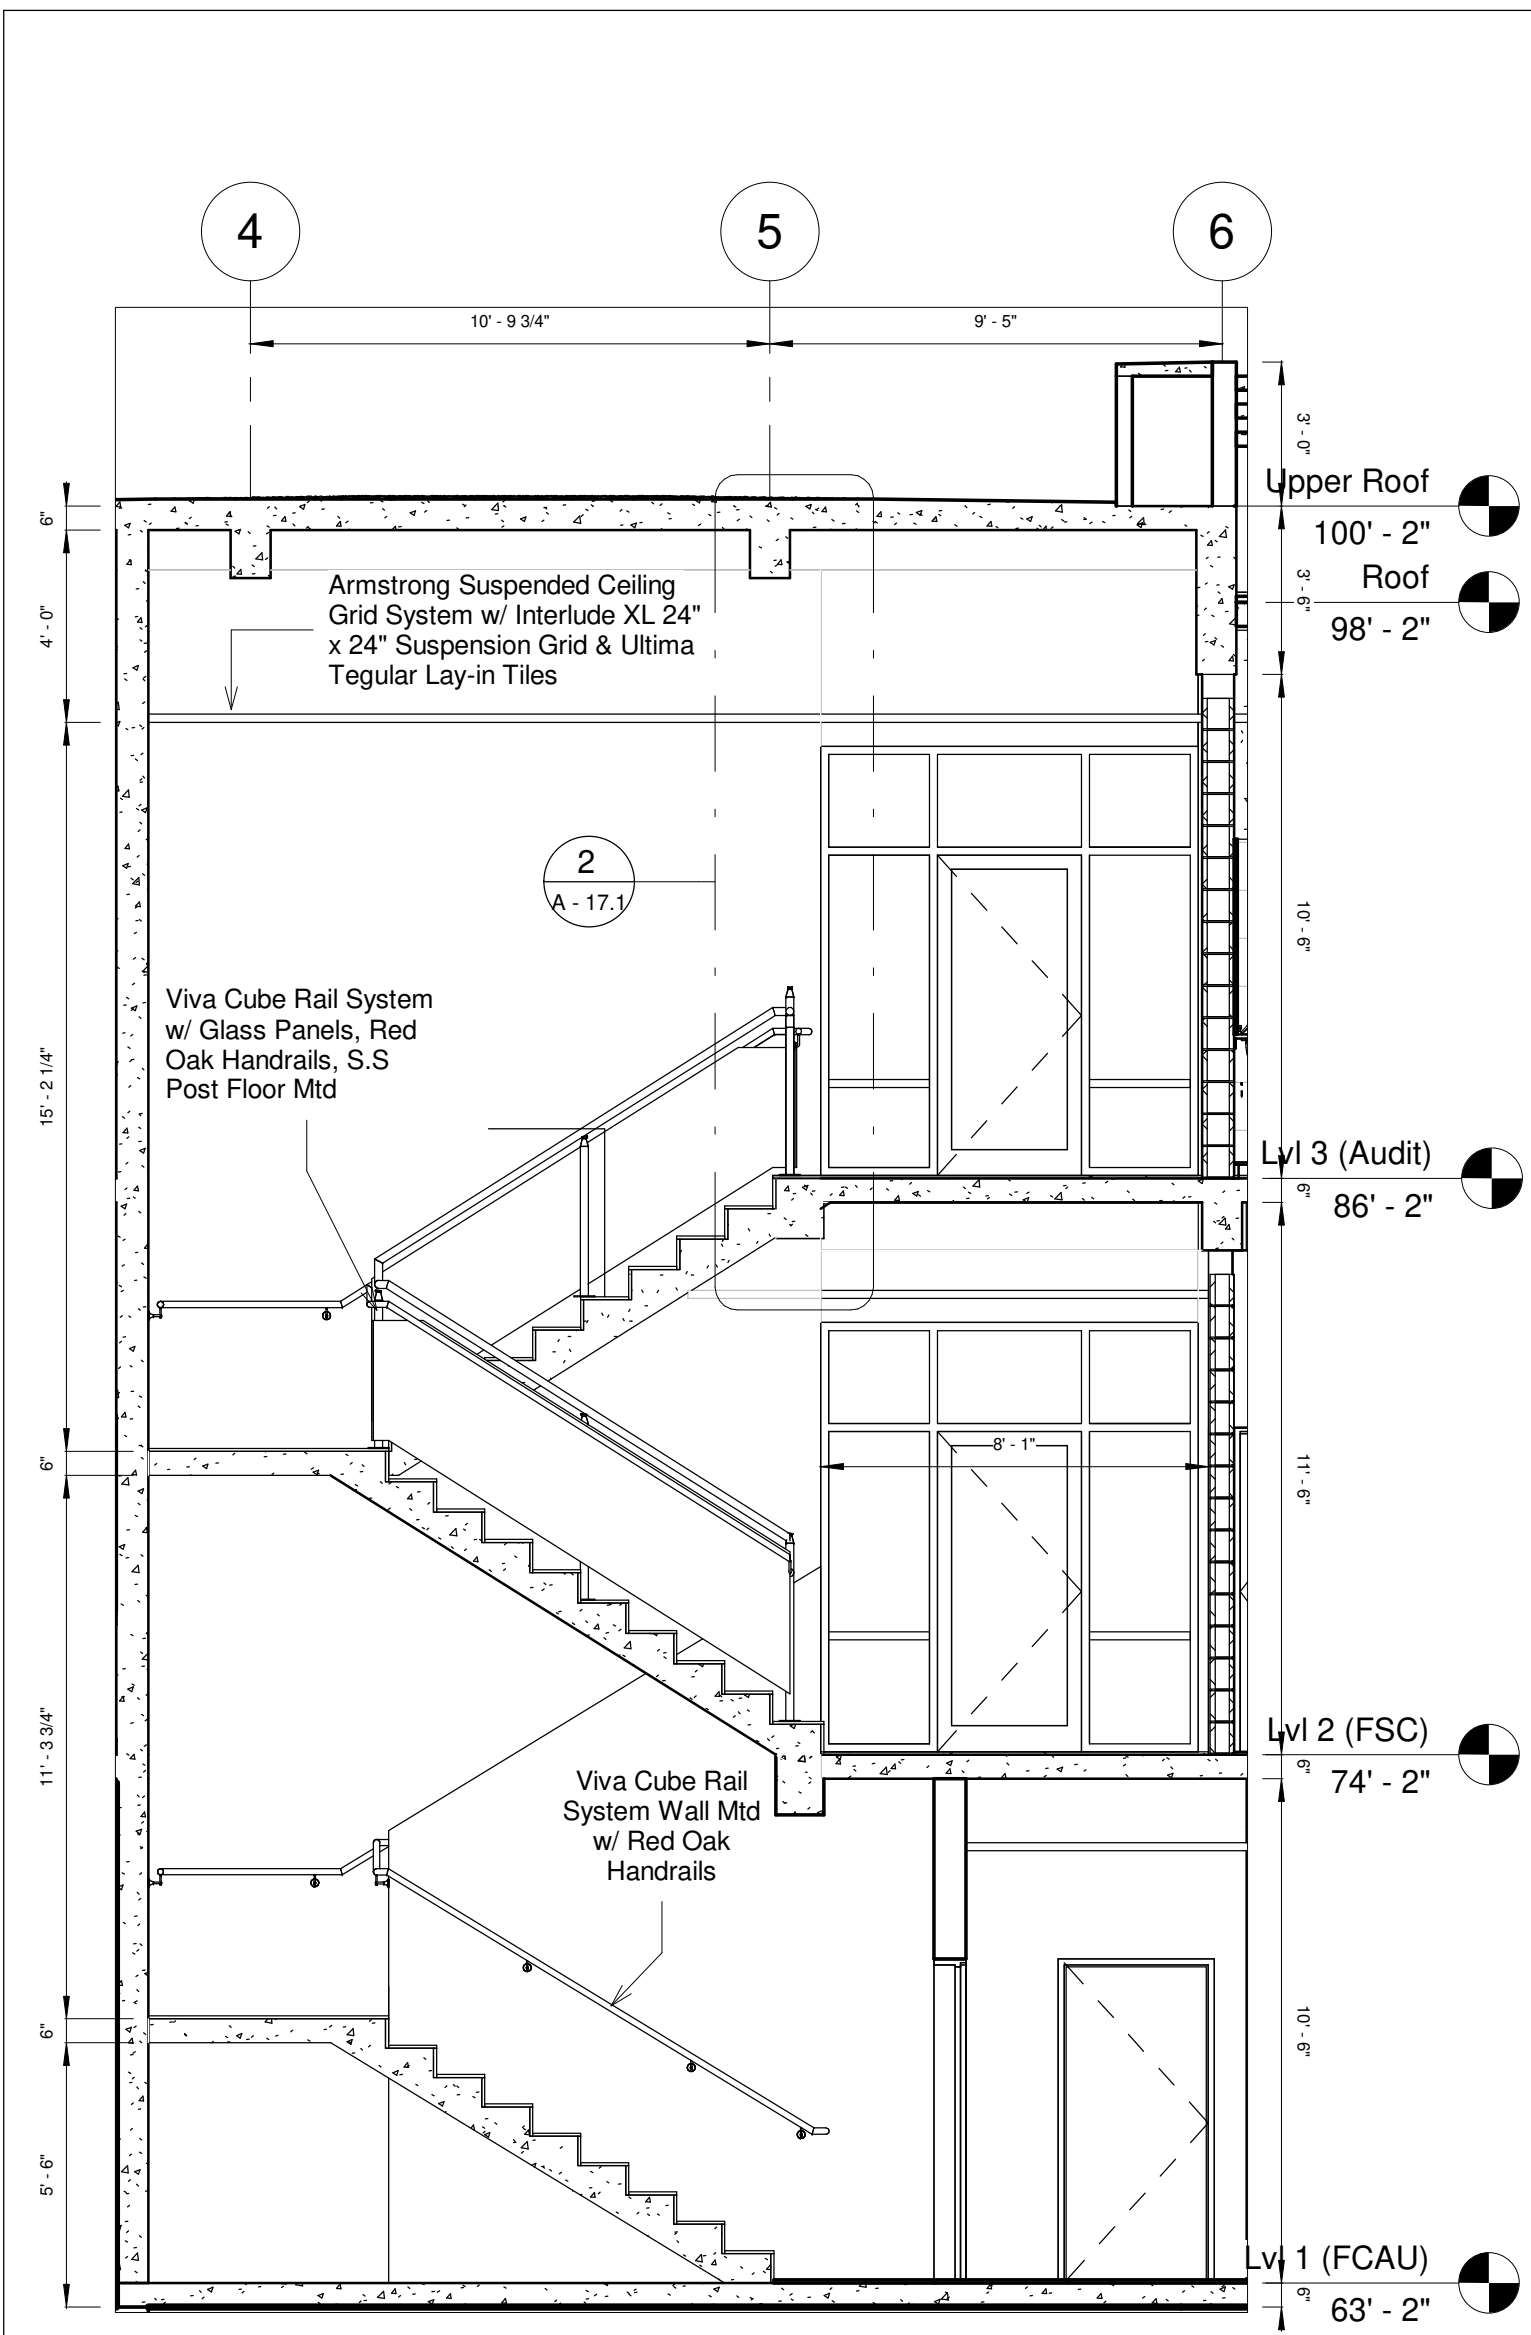 4
5
6
10' - 9 3/4"
9' - 5"
3' - 0"
Upper Roof
100' - 2"
6"
3' - 6"
Roof
98' - 2"
4' - 0"
Armstrong Suspended Ceiling
Grid System w/ Interlude XL 24"
x 24" Suspension Grid & Ultima
Tegular Lay-in Tiles
2
A - 17.1
10' - 6"
Viva Cube Rail System
w/ Glass Panels, Red
Oak Handrails, S.S
Post Floor Mtd
15' - 2 1/4"
Lvl 3 (Audit)
86' - 2"
6"
8' - 1"
6"
11' - 6"
11' - 3 3/4"
Lvl 2 (FSC)
74' - 2"
6"
Viva Cube Rail
System Wall Mtd
w/ Red Oak
Handrails
6"
10' - 6"
5' - 6"
Lvl 1 (FCAU)
63' - 2"
6"